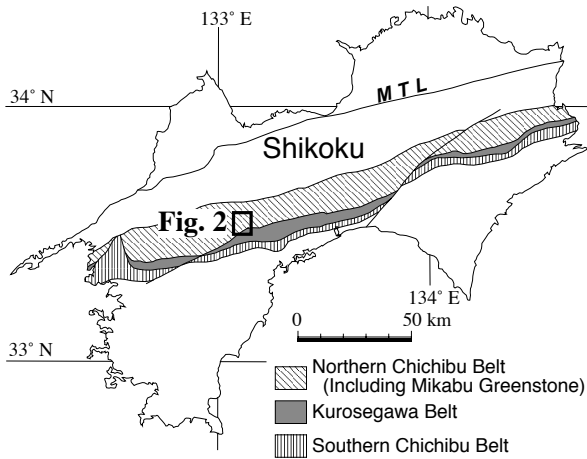 133° E
34° N
MTL
Shikoku
Fig. 2
134° E
0 50 km
33° N
Northern Chichibu Belt
(Including Mikabu Greenstone)
Kurosegawa Belt
Southern Chichibu Belt